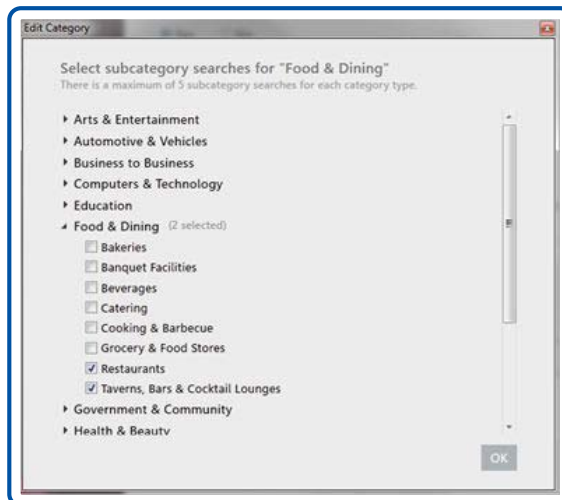 Edit Category
Select subcategory searches for "Food & Dining"
There is a maximum of 5 subcategory searches for each category type.
Arts & Entertainment
Automotive & Vehicles
Business to Business
Computers & Technology
Education
Food & Dining (2 selected)
Bakeries
Banquet Facilities
Beverages
Catering
Cooking & Barbecue
Grocery & Food Stores
Restaurants
Taverns, Bars & Cocktail Lounges
Government & Community
Health & Beauty
OK